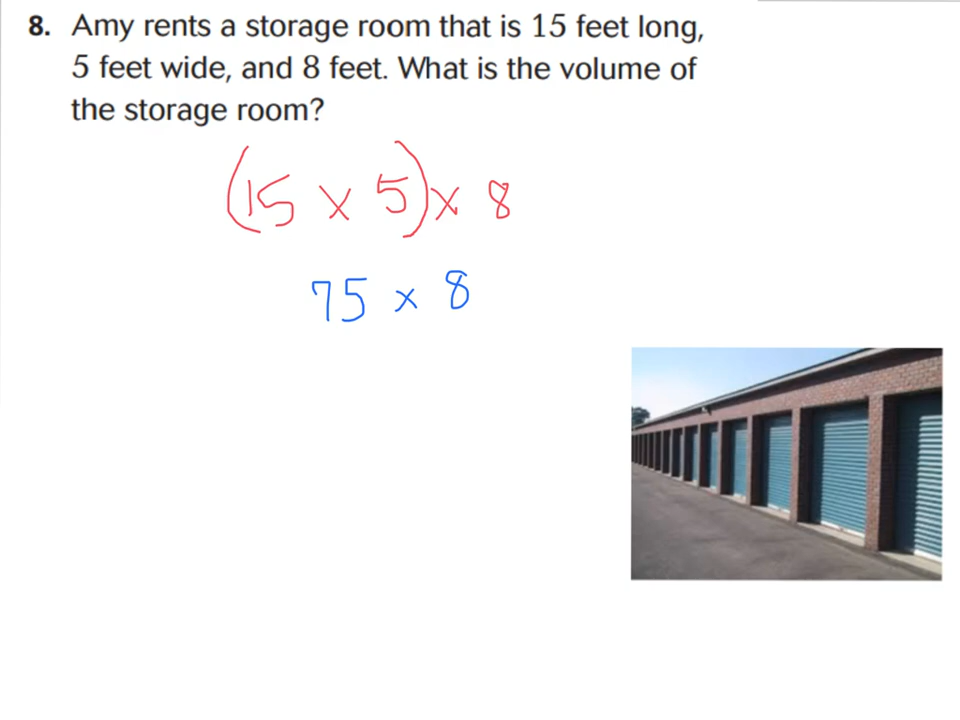 8. Amy rents a storage room that is 15 feet long,
5 feet wide, and 8 feet. What is the volume of
the storage room?
(15 x 5) x 8
75 x 8